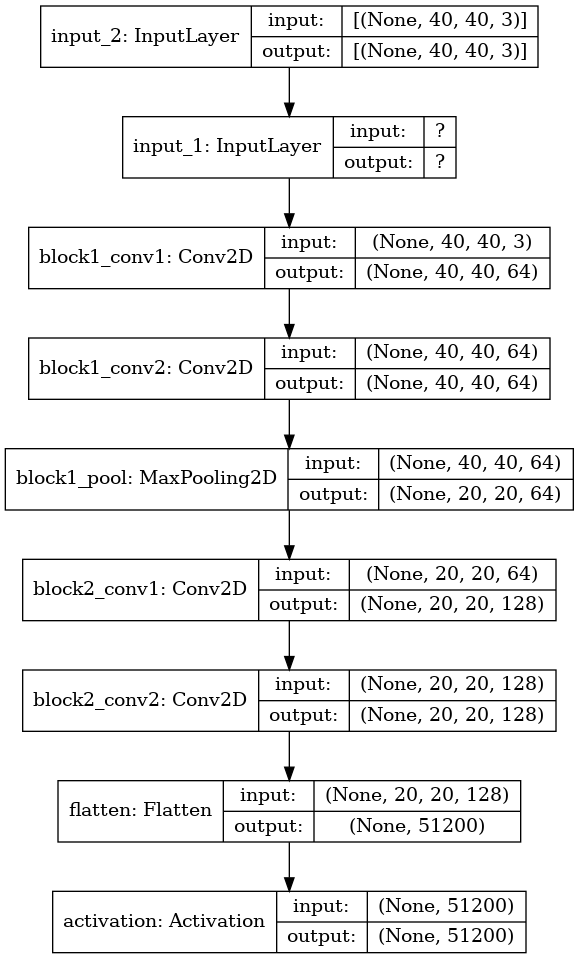 input_2: InputLayer input: [(None, 40, 40, 3)]
output: [(None, 40, 40, 3)]
input_1: InputLayer input: ?
output: ?
block1_conv1: Conv2D input: (None, 40, 40, 3)
output: (None, 40, 40, 64)
block1_conv2: Conv2D input: (None, 40, 40, 64)
output: (None, 40, 40, 64)
block1_pool: MaxPooling2D input: (None, 40, 40, 64)
output: (None, 20, 20, 64)
block2_conv1: Conv2D input: (None, 20, 20, 64)
output: (None, 20, 20, 128)
block2_conv2: Conv2D input: (None, 20, 20, 128)
output: (None, 20, 20, 128)
flatten: Flatten input: (None, 20, 20, 128)
output: (None, 51200)
activation: Activation input: (None, 51200)
output: (None, 51200)